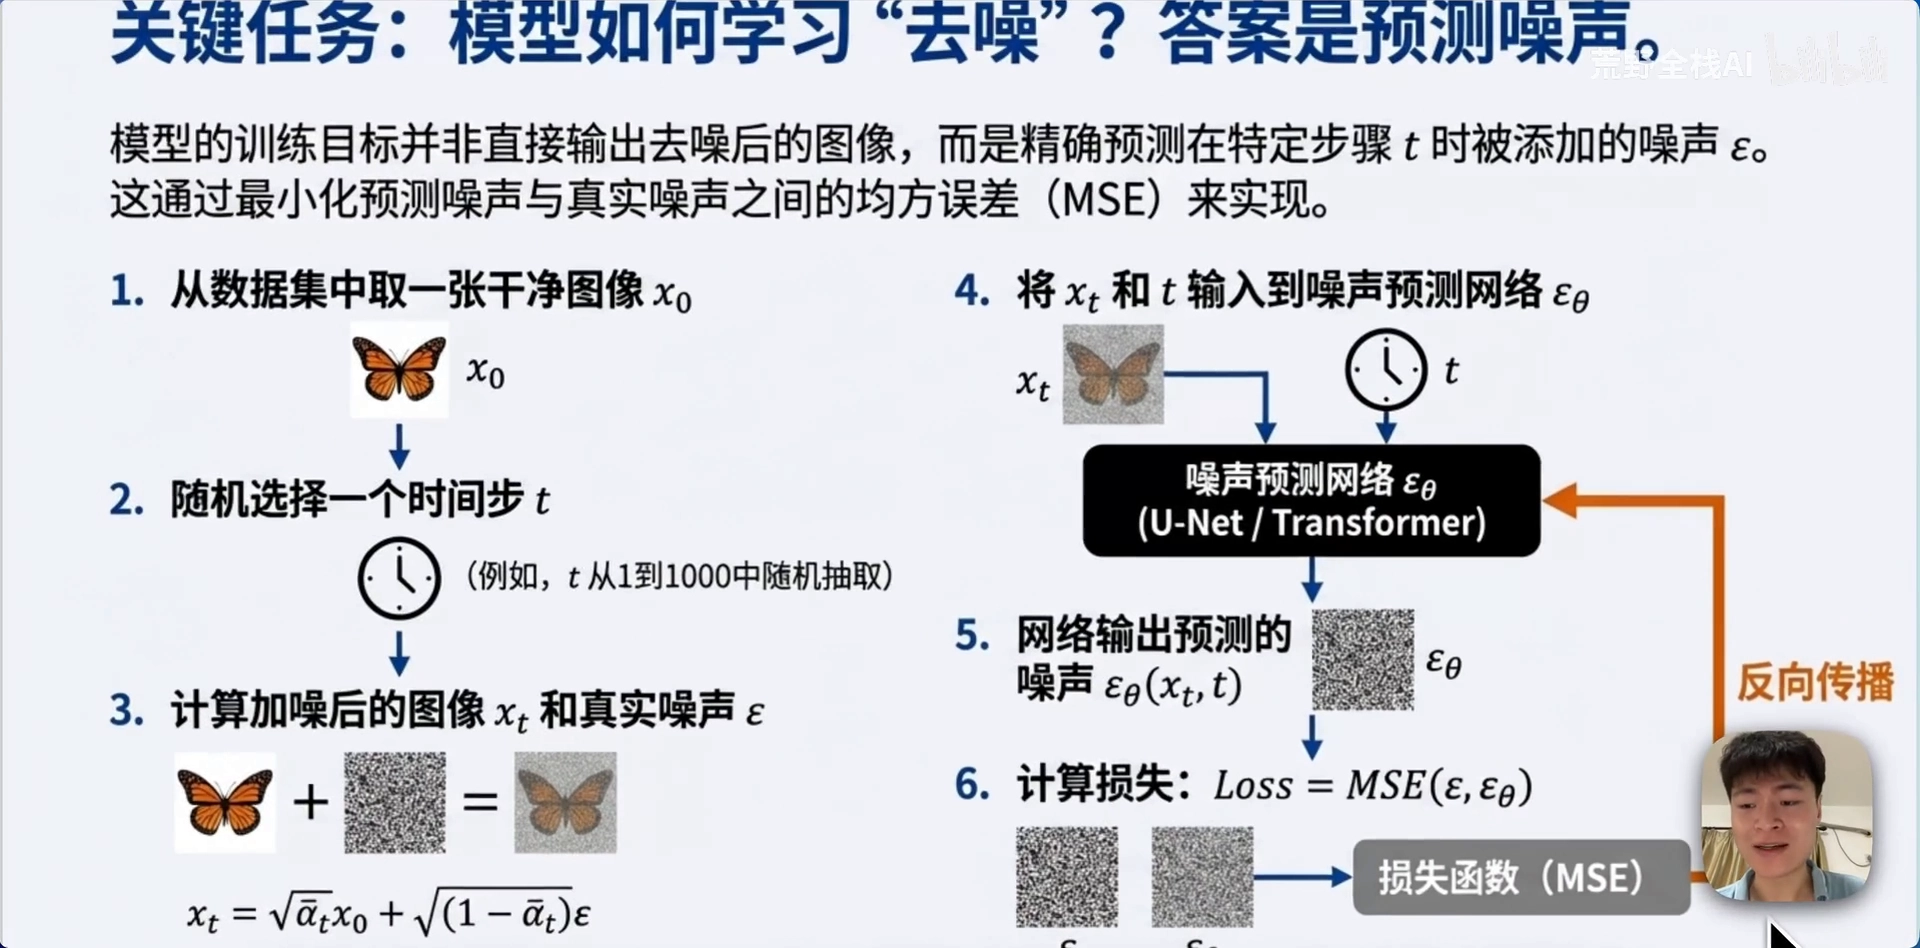 关键任务：模型如何学习“去噪”？答案是预测噪声。
荒野全栈AI bilibili
模型的训练目标并非直接输出去噪后的图像，而是精确预测在特定步骤 t 时被添加的噪声 ε。
这通过最小化预测噪声与真实噪声之间的均方误差（MSE）来实现。
1. 从数据集中取一张干净图像 x₀
x₀
2. 随机选择一个时间步 t
（例如，t 从1到1000中随机抽取）
3. 计算加噪后的图像 xₜ 和真实噪声 ε
+ =
xₜ = √ᾱₜx₀ + √(1 − ᾱₜ)ε
4. 将 xₜ 和 t 输入到噪声预测网络 εθ
xₜ
t
噪声预测网络 εθ
(U-Net / Transformer)
5. 网络输出预测的
噪声 εθ(xₜ, t)
εθ
反向传播
6. 计算损失：Loss = MSE(ε, εθ)
损失函数（MSE）